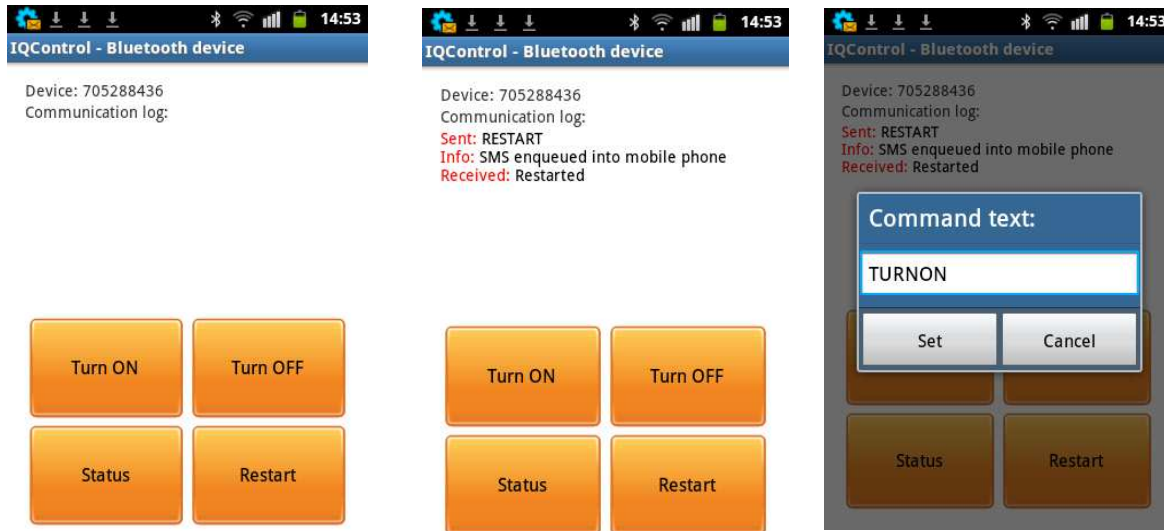 14:53
IQControl - Bluetooth device
Device: 705288436
Communication log:
Turn ON
Turn OFF
Status
Restart
14:53
IQControl - Bluetooth device
Device: 705288436
Communication log:
Sent: RESTART
Info: SMS enqueued into mobile phone
Received: Restarted
Turn ON
Turn OFF
Status
Restart
14:53
IQControl - Bluetooth device
Device: 705288436
Communication log:
Sent: RESTART
Info: SMS enqueued into mobile phone
Received: Restarted
Command text:
TURNON
Set
Cancel
Status
Restart